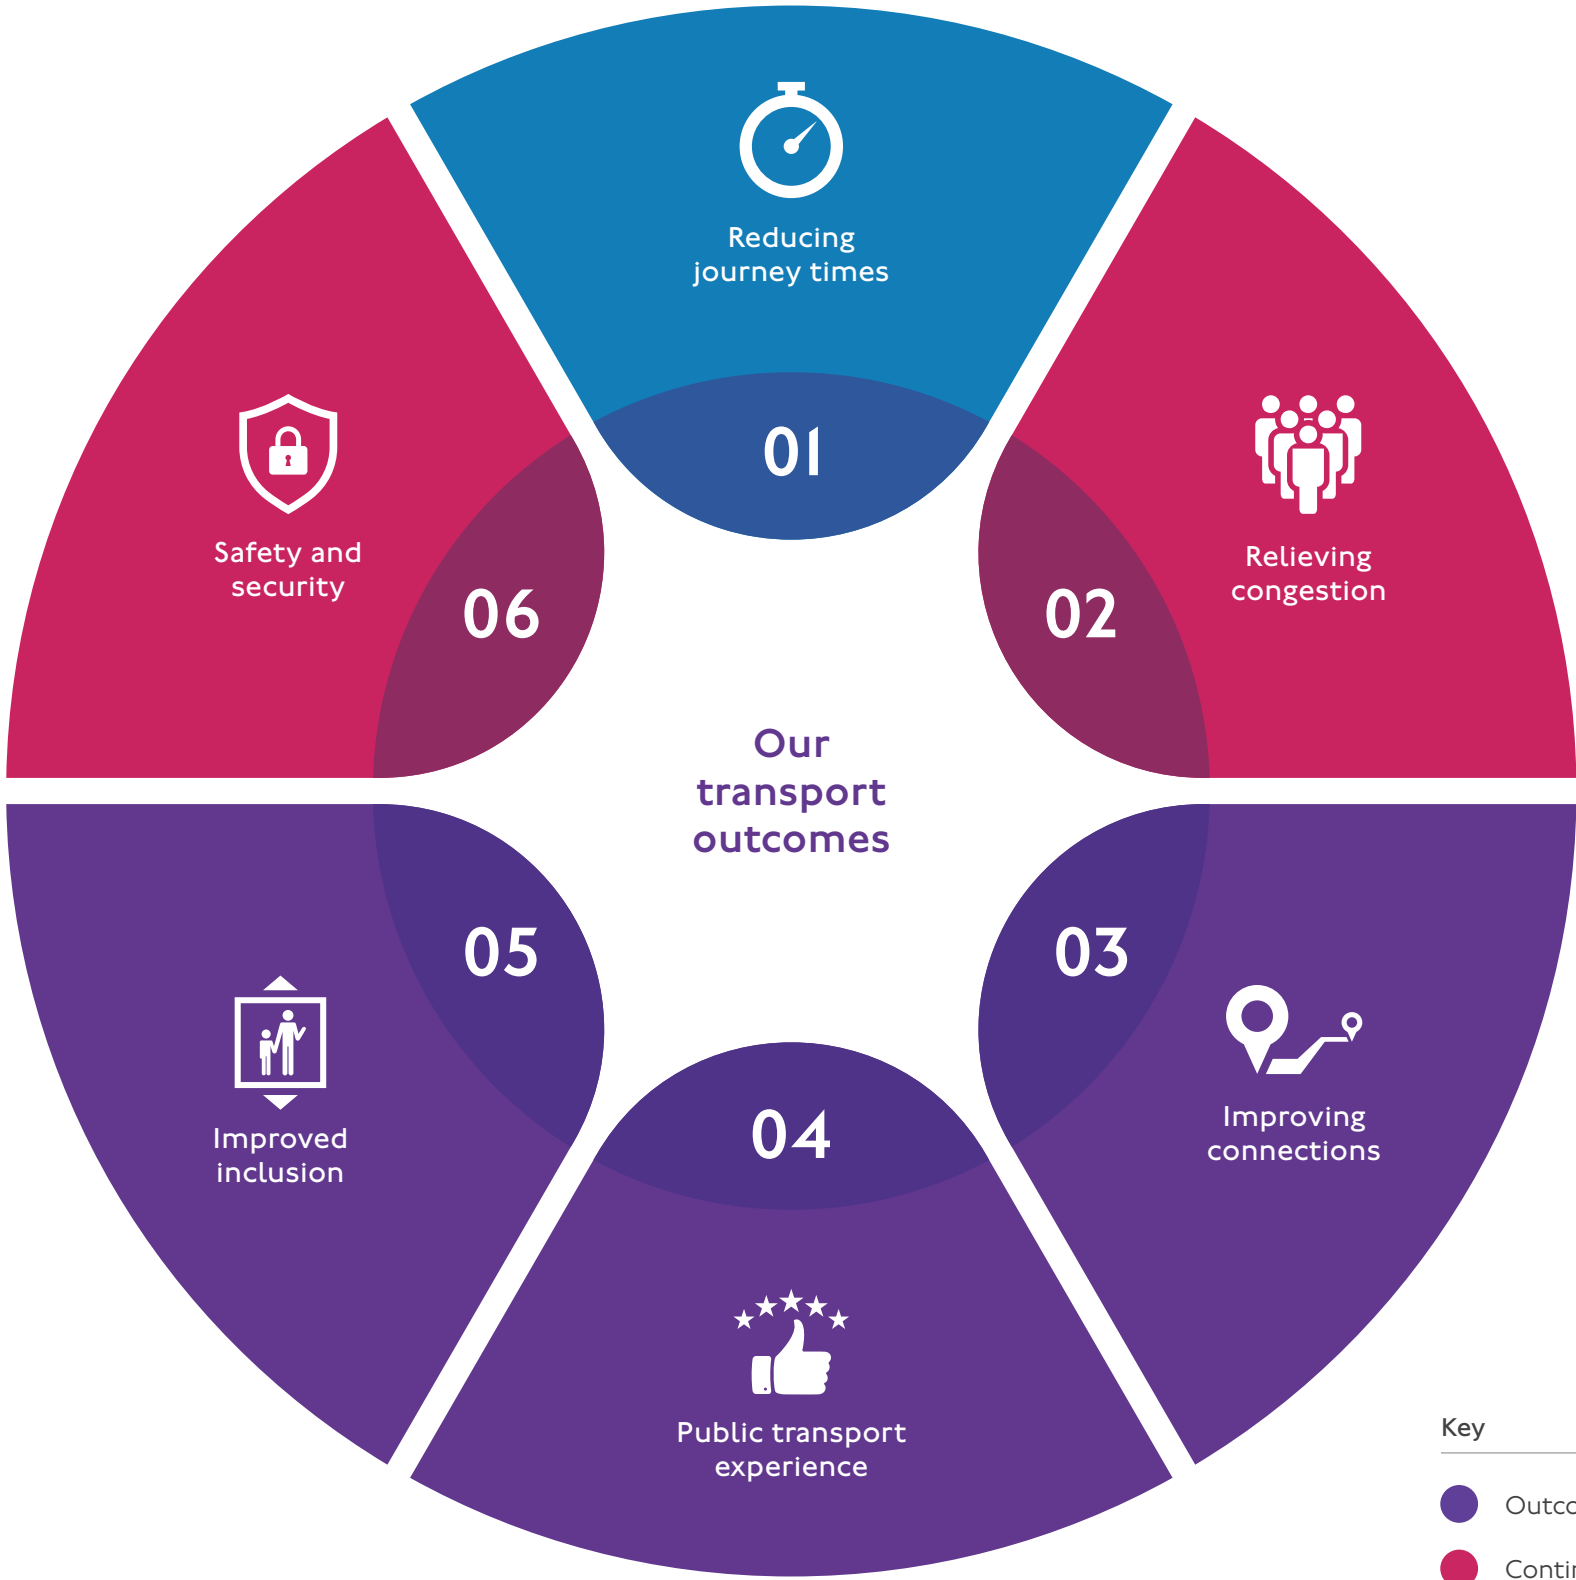 Our
transport
outcomes
01
Reducing
journey times
02
Relieving
congestion
03
Improving
connections
04
Public transport
experience
05
Improved
inclusion
06
Safety and
security
Key